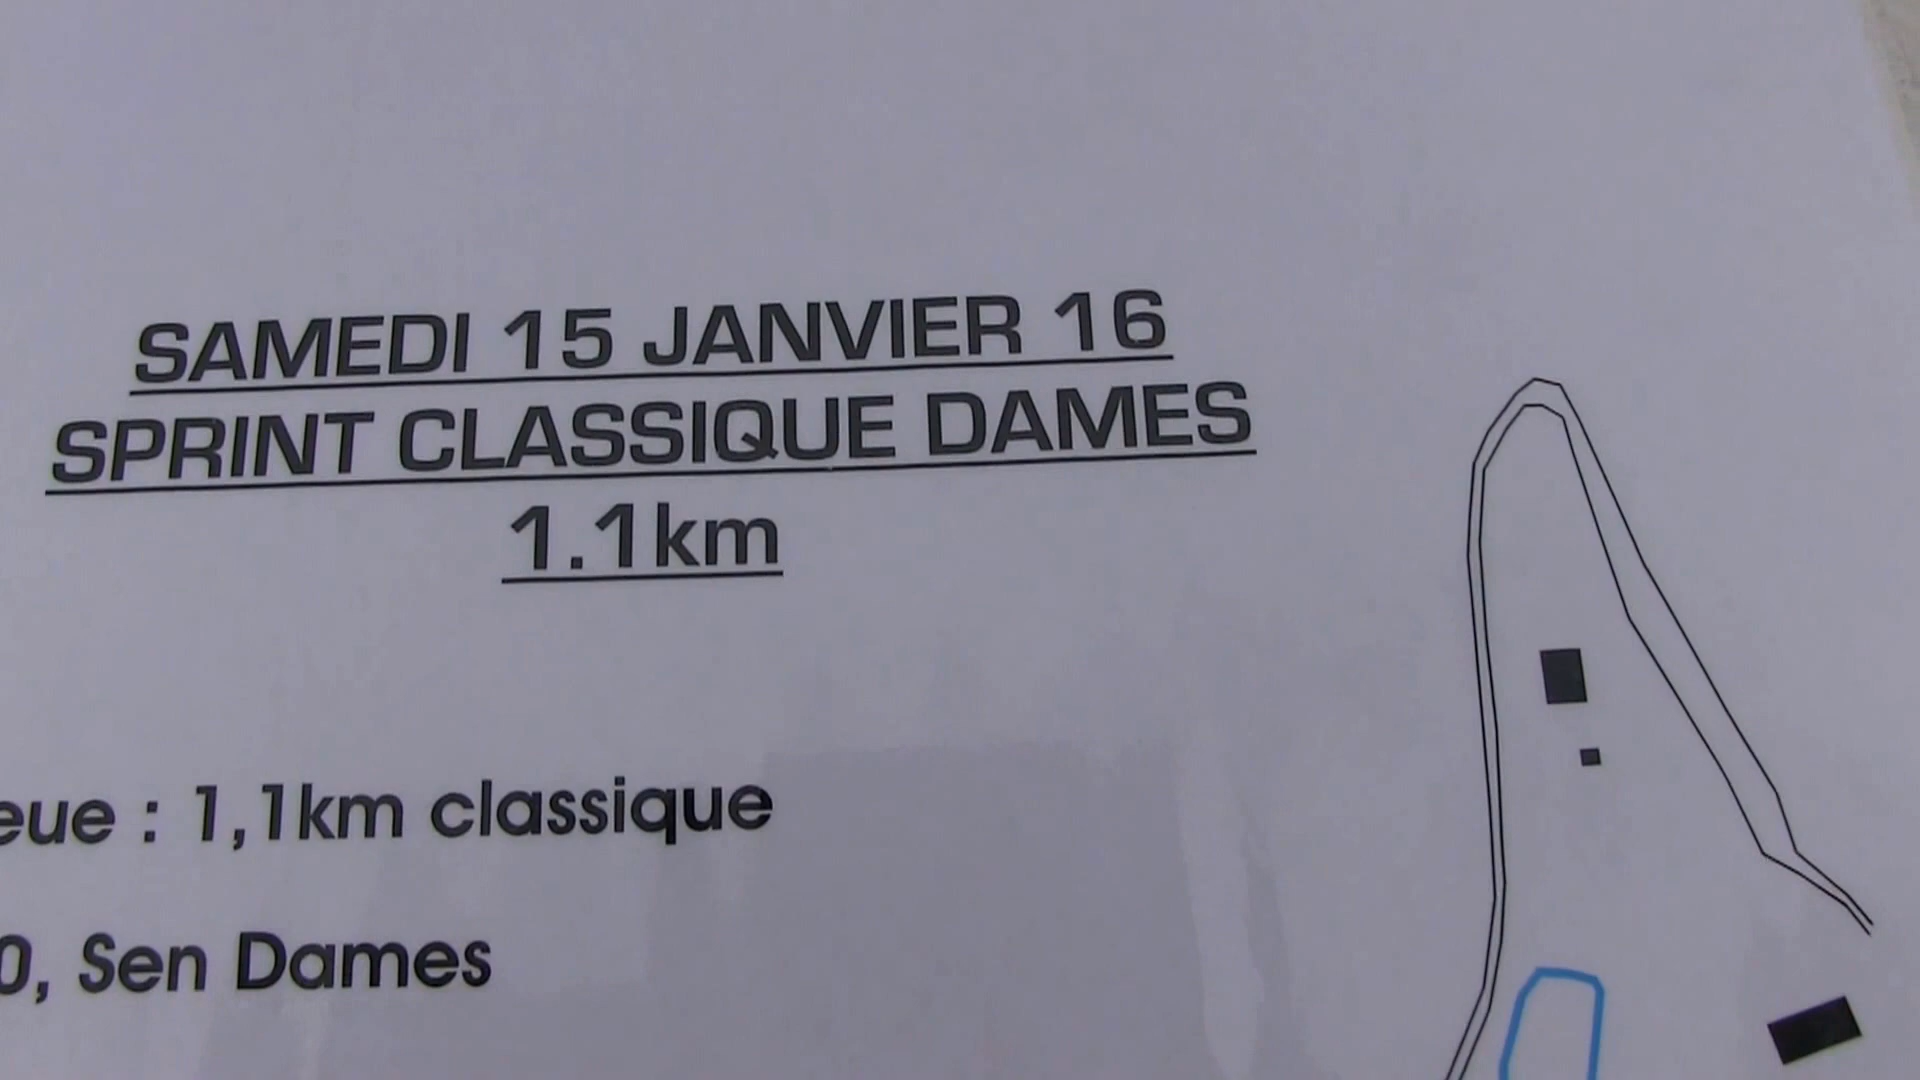 SAMEDI 15 JANVIER 16
SPRINT CLASSIQUE DAMES
1.1km
eue : 1,1km classique
0, Sen Dames